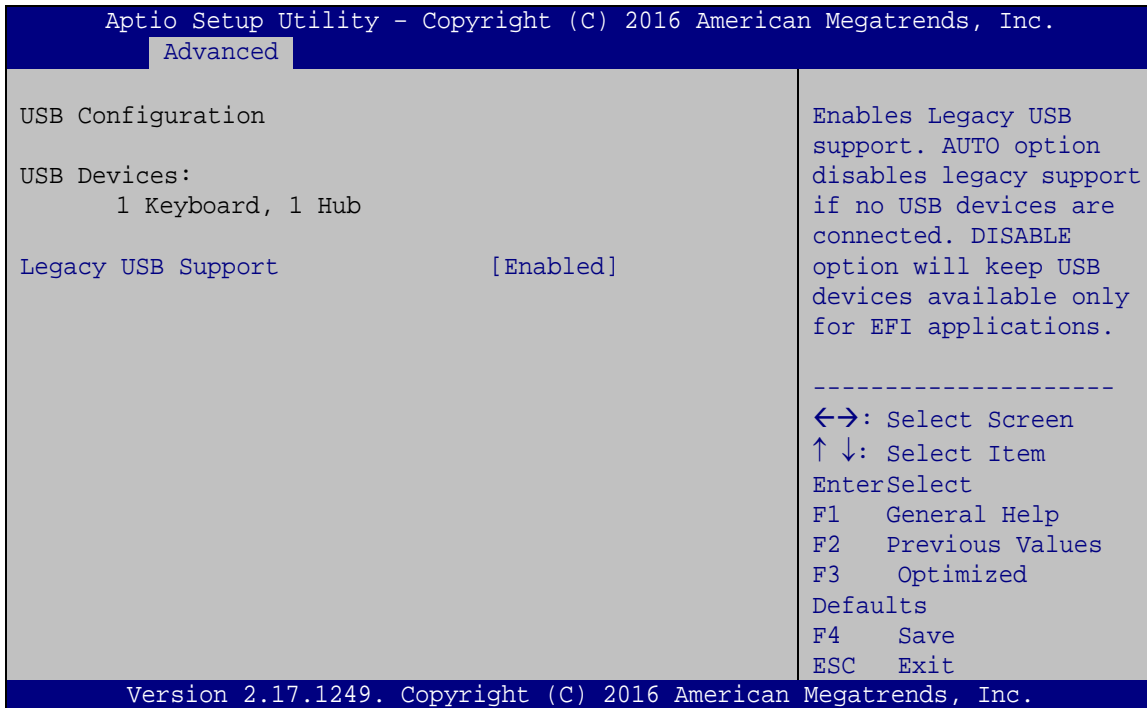 Aptio Setup Utility – Copyright (C) 2016 American Megatrends, Inc.
Advanced
USB Configuration
USB Devices:
1 Keyboard, 1 Hub
Legacy USB Support [Enabled]
Enables Legacy USB
support. AUTO option
disables legacy support
if no USB devices are
connected. DISABLE
option will keep USB
devices available only
for EFI applications.
---------------------
←→: Select Screen
↑ ↓: Select Item
EnterSelect
F1 General Help
F2 Previous Values
F3 Optimized
Defaults
F4 Save
ESC Exit
Version 2.17.1249. Copyright (C) 2016 American Megatrends, Inc.